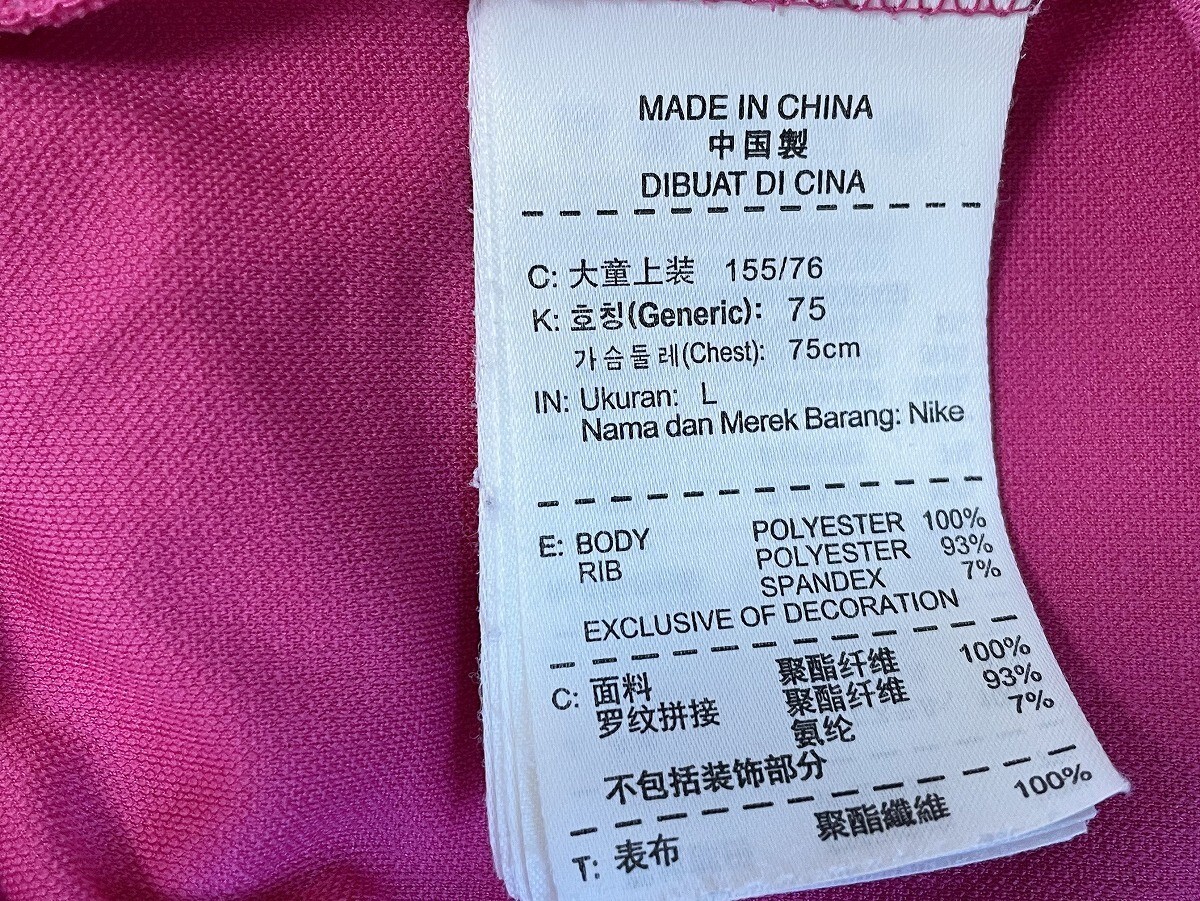 MADE IN CHINA
中国製
DIBUAT DI CINA
C: 大童上装 155/76
K: 호칭(Generic): 75
가슴둘레(Chest): 75cm
IN: Ukuran: L
Nama dan Merek Barang: Nike
E: BODY POLYESTER 100%
RIB POLYESTER 93%
SPANDEX 7%
EXCLUSIVE OF DECORATION
C: 面料 聚酯纤维 100%
罗纹拼接 聚酯纤维 93%
氨纶 7%
不包括装饰部分
T: 表布 聚酯纖維 100%